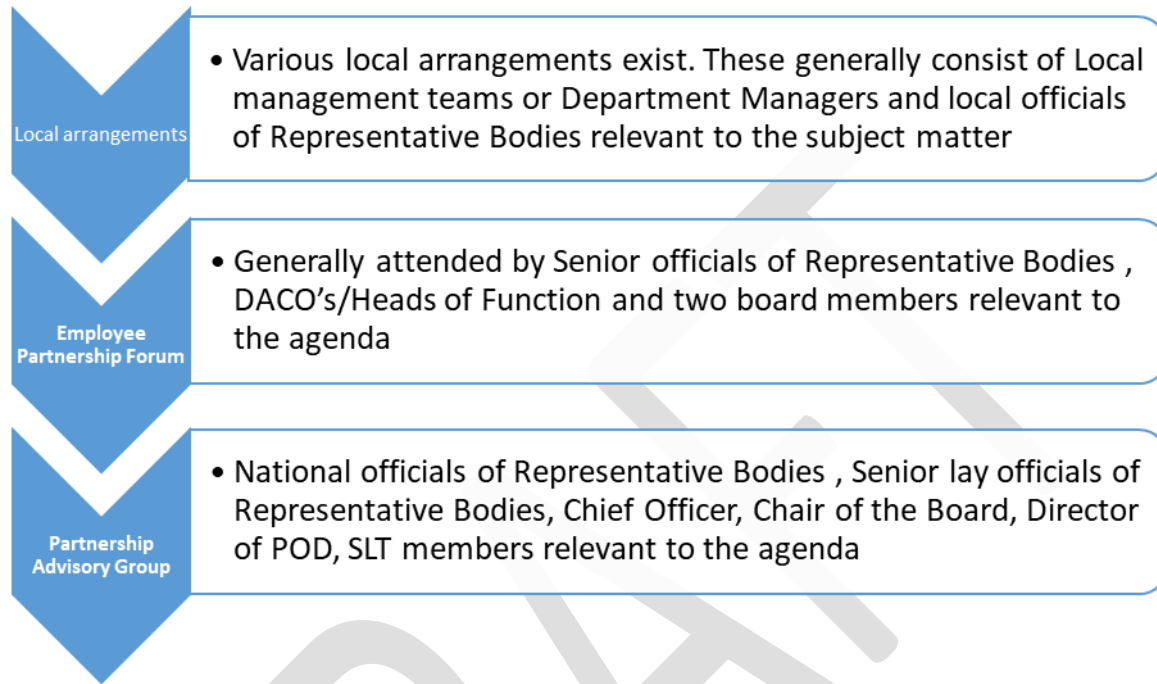 Local arrangements
• Various local arrangements exist. These generally consist of Local
management teams or Department Managers and local officials
of Representative Bodies relevant to the subject matter
Employee
Partnership Forum
• Generally attended by Senior officials of Representative Bodies ,
DACO’s/Heads of Function and two board members relevant to
the agenda
Partnership
Advisory Group
• National officials of Representative Bodies , Senior lay officials of
Representative Bodies, Chief Officer, Chair of the Board, Director
of POD, SLT members relevant to the agenda
DRAFT